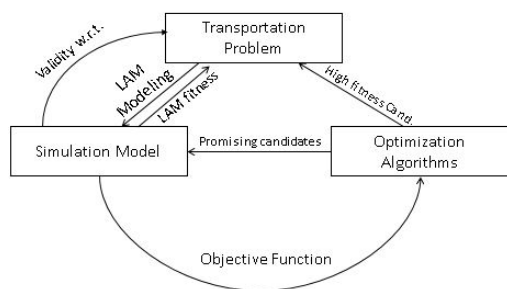 Transportation
Problem
Validity w.r.t.
LAM
Modeling
LAM fitness
High fitness Cand.
Simulation Model
Promising candidates
Optimization
Algorithms
Objective Function